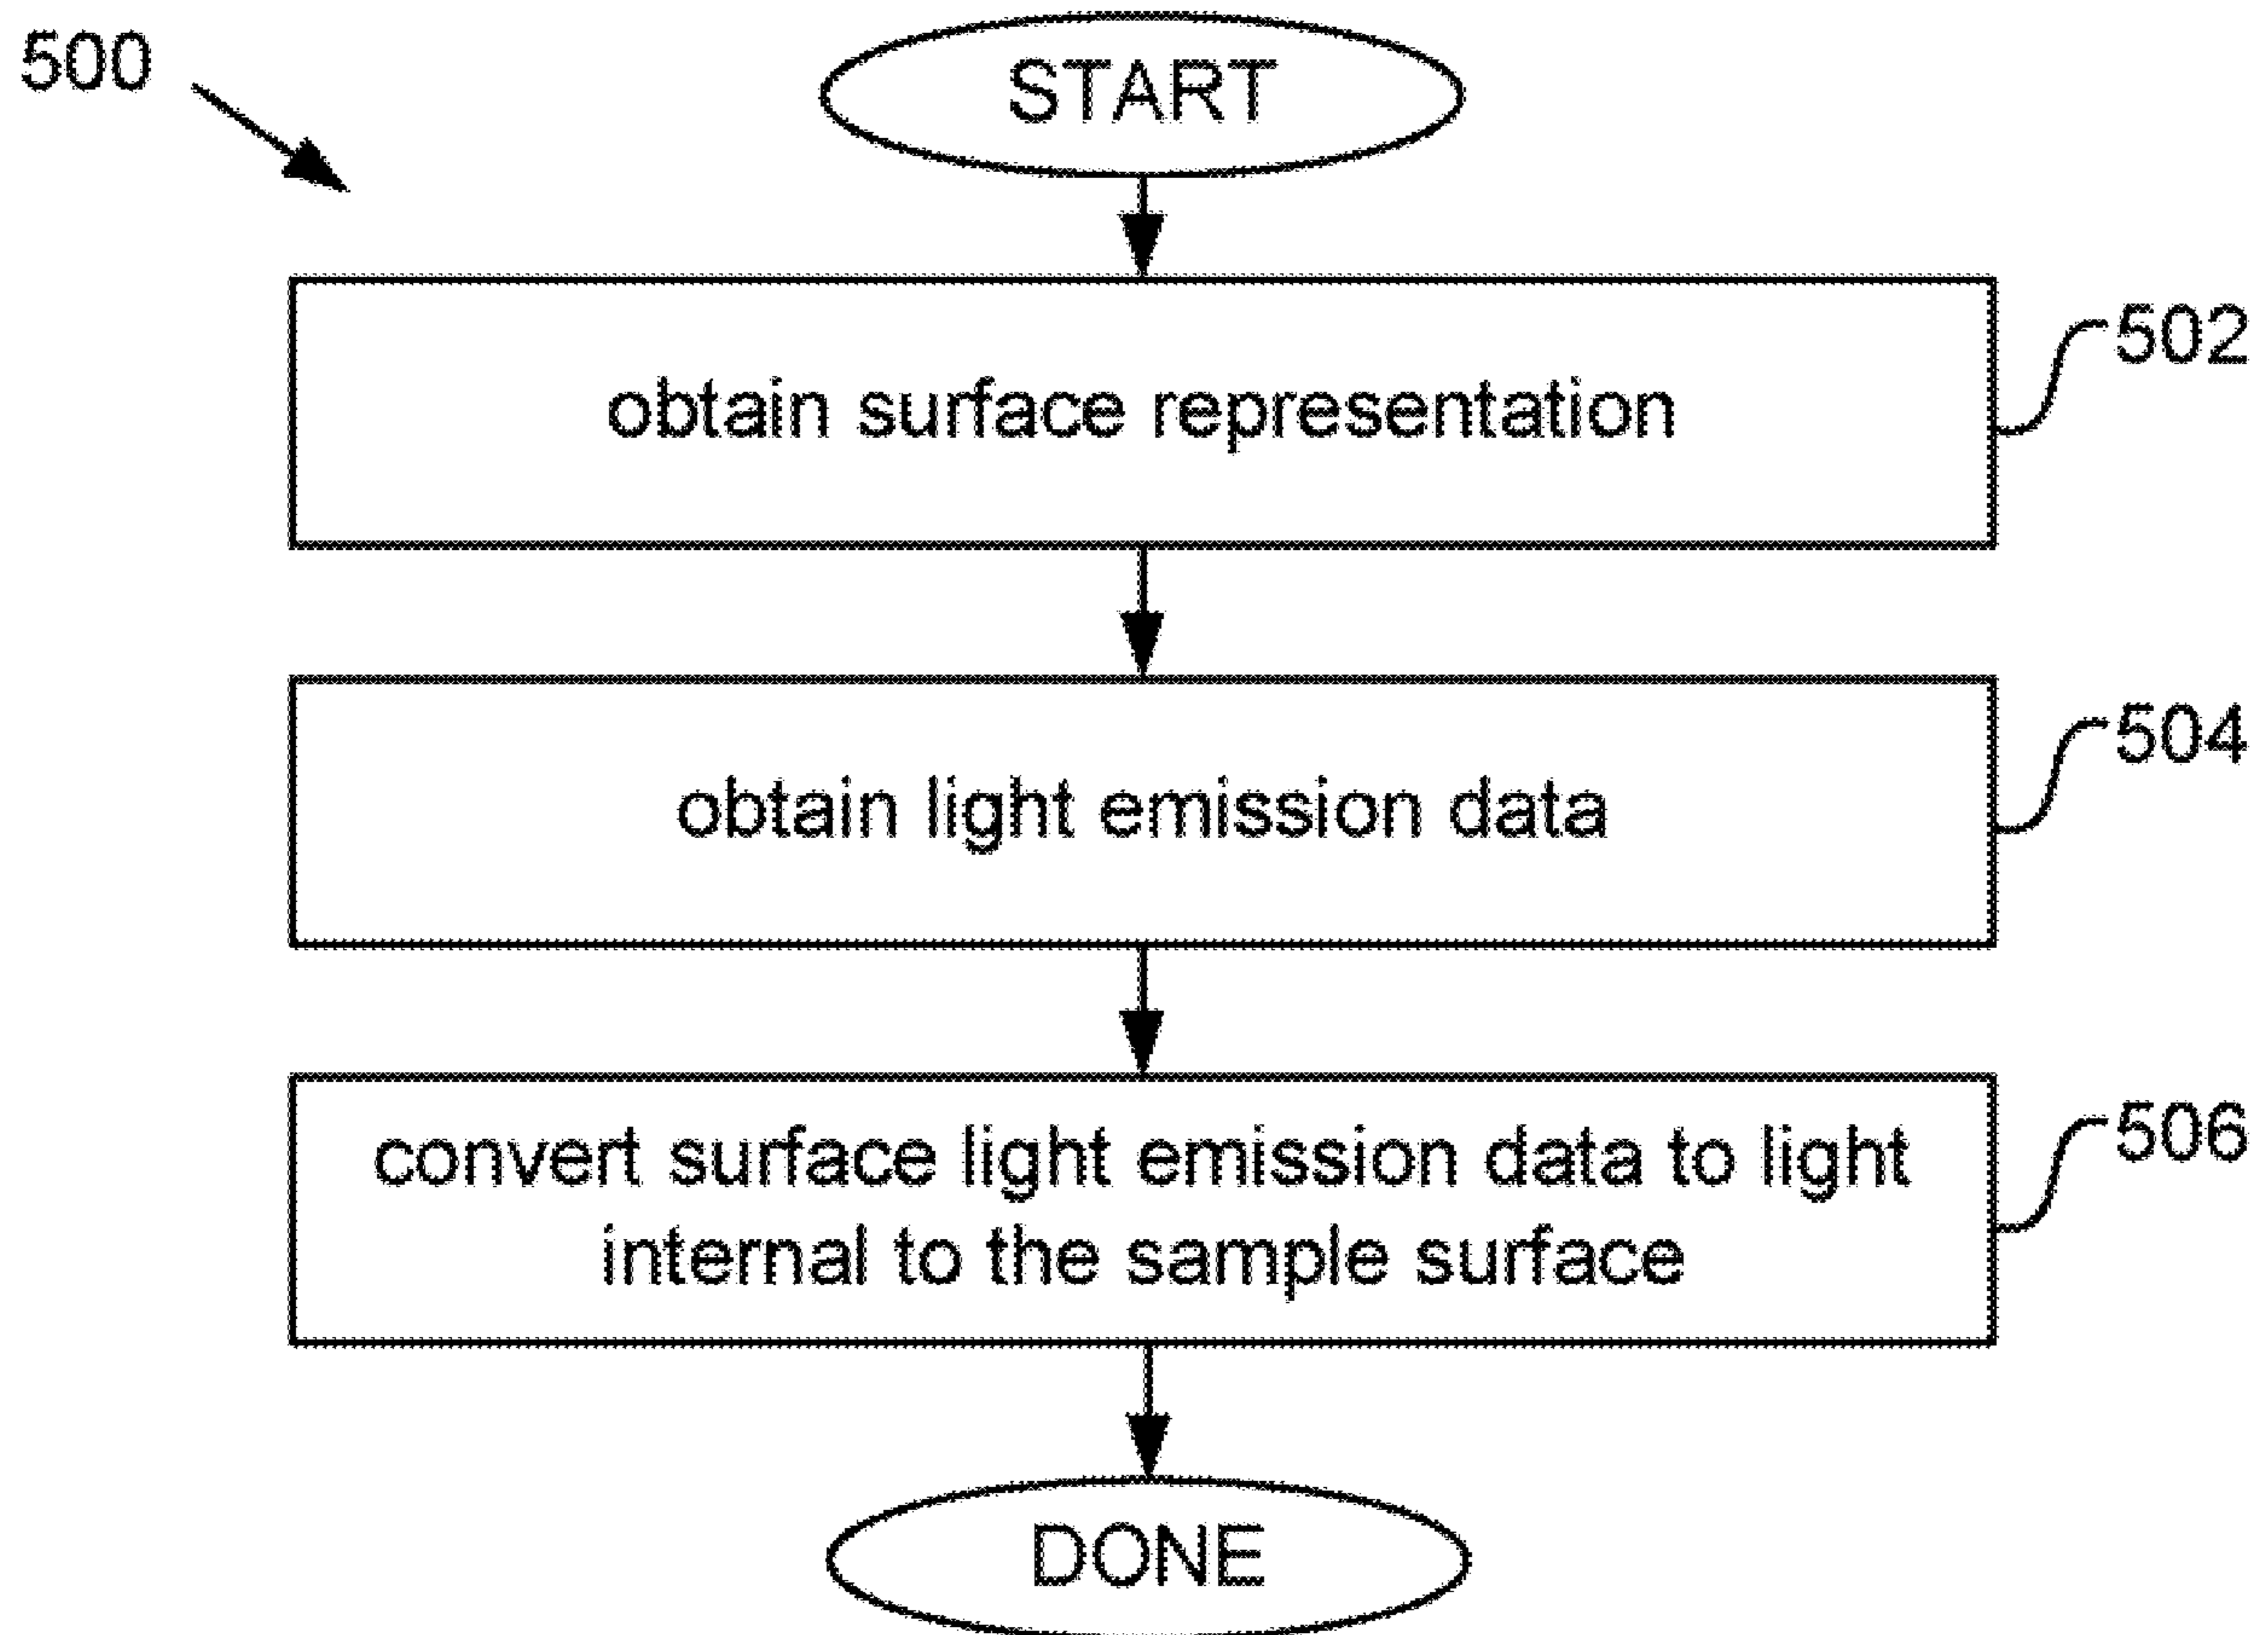 500
START
obtain surface representation
502
obtain light emission data
504
convert surface light emission data to light
internal to the sample surface
506
DONE